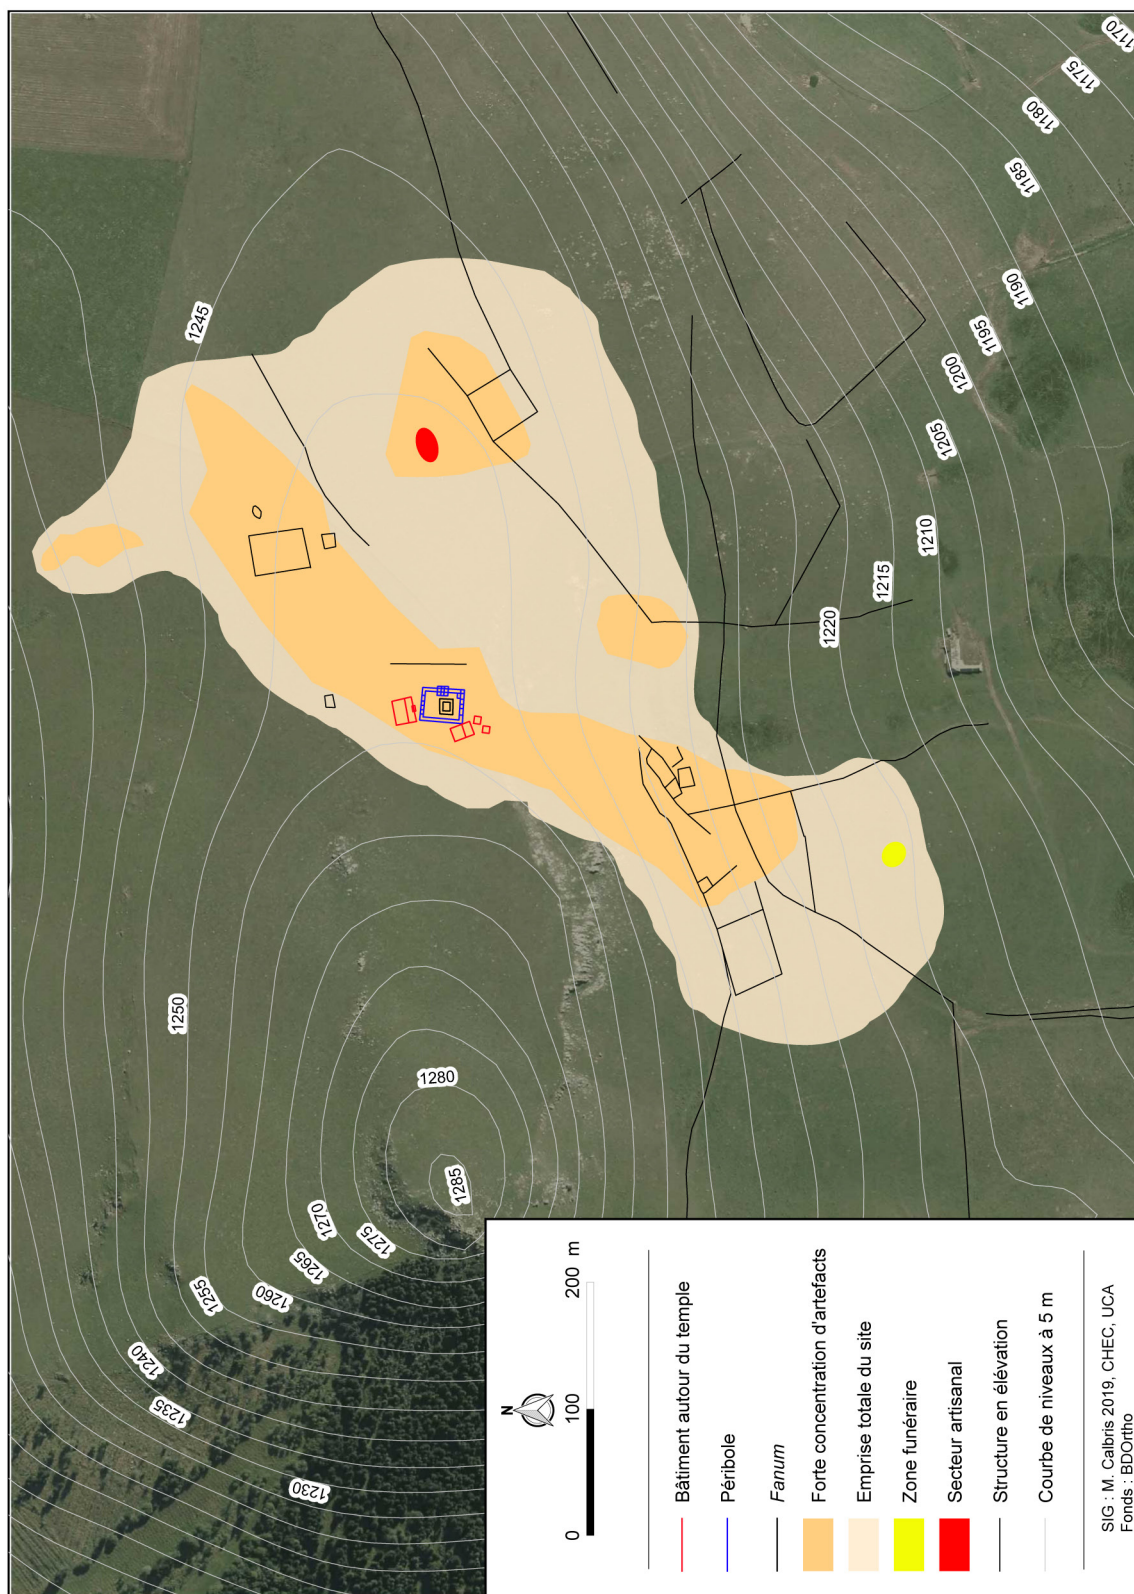 1170
1175
1180
1185
1190
1195
1200
1205
1210
1215
1220
1245
1250
1280
1285
1270
1275
1265
1260
1255
1240
1235
1230
N
0 100 200 m
Bâtiment autour du temple
Péribole
Fanum
Forte concentration d'artefacts
Emprise totale du site
Zone funéraire
Secteur artisanal
Structure en élévation
Courbe de niveaux à 5 m
SIG : M. Calbris 2019, CHEC, UCA
Fonds : BDOrtho